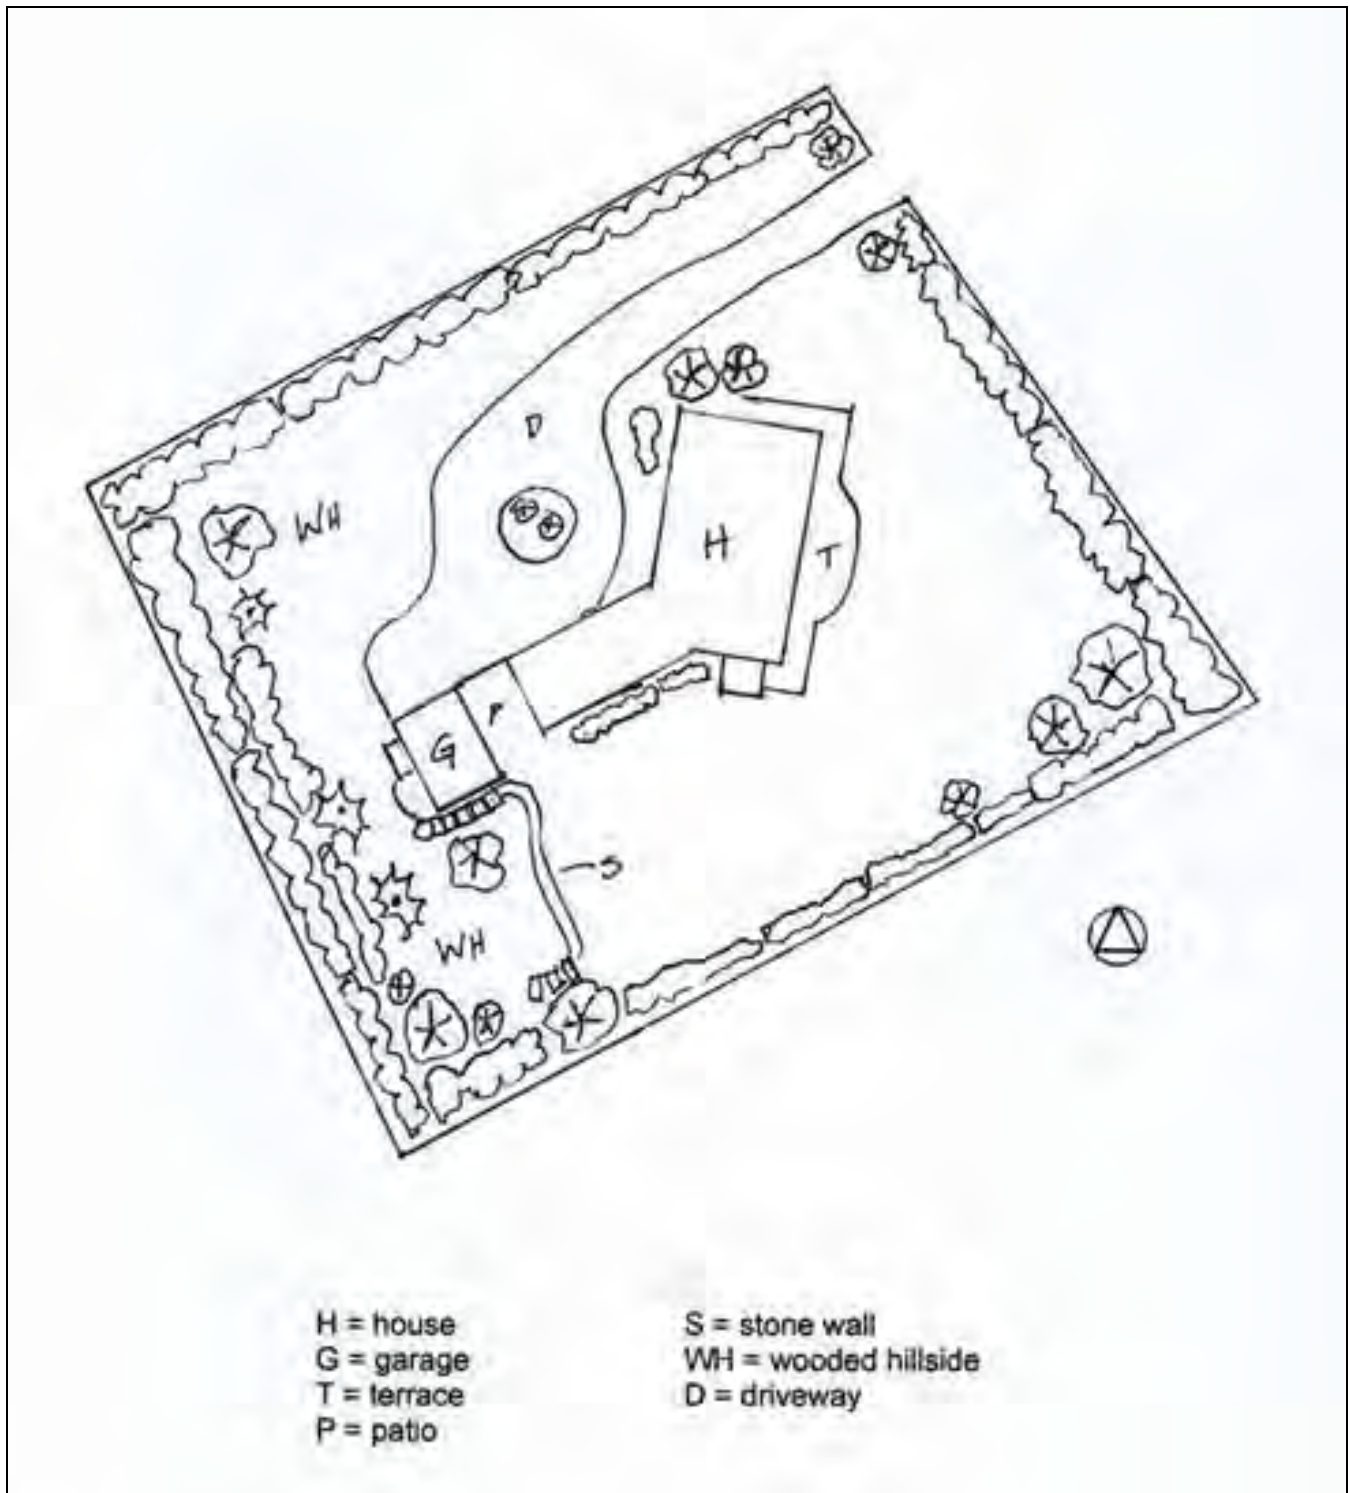 D
WH
H
T
P
G
S
WH
H = house
G = garage
T = terrace
P = patio
S = stone wall
WH = wooded hillside
D = driveway